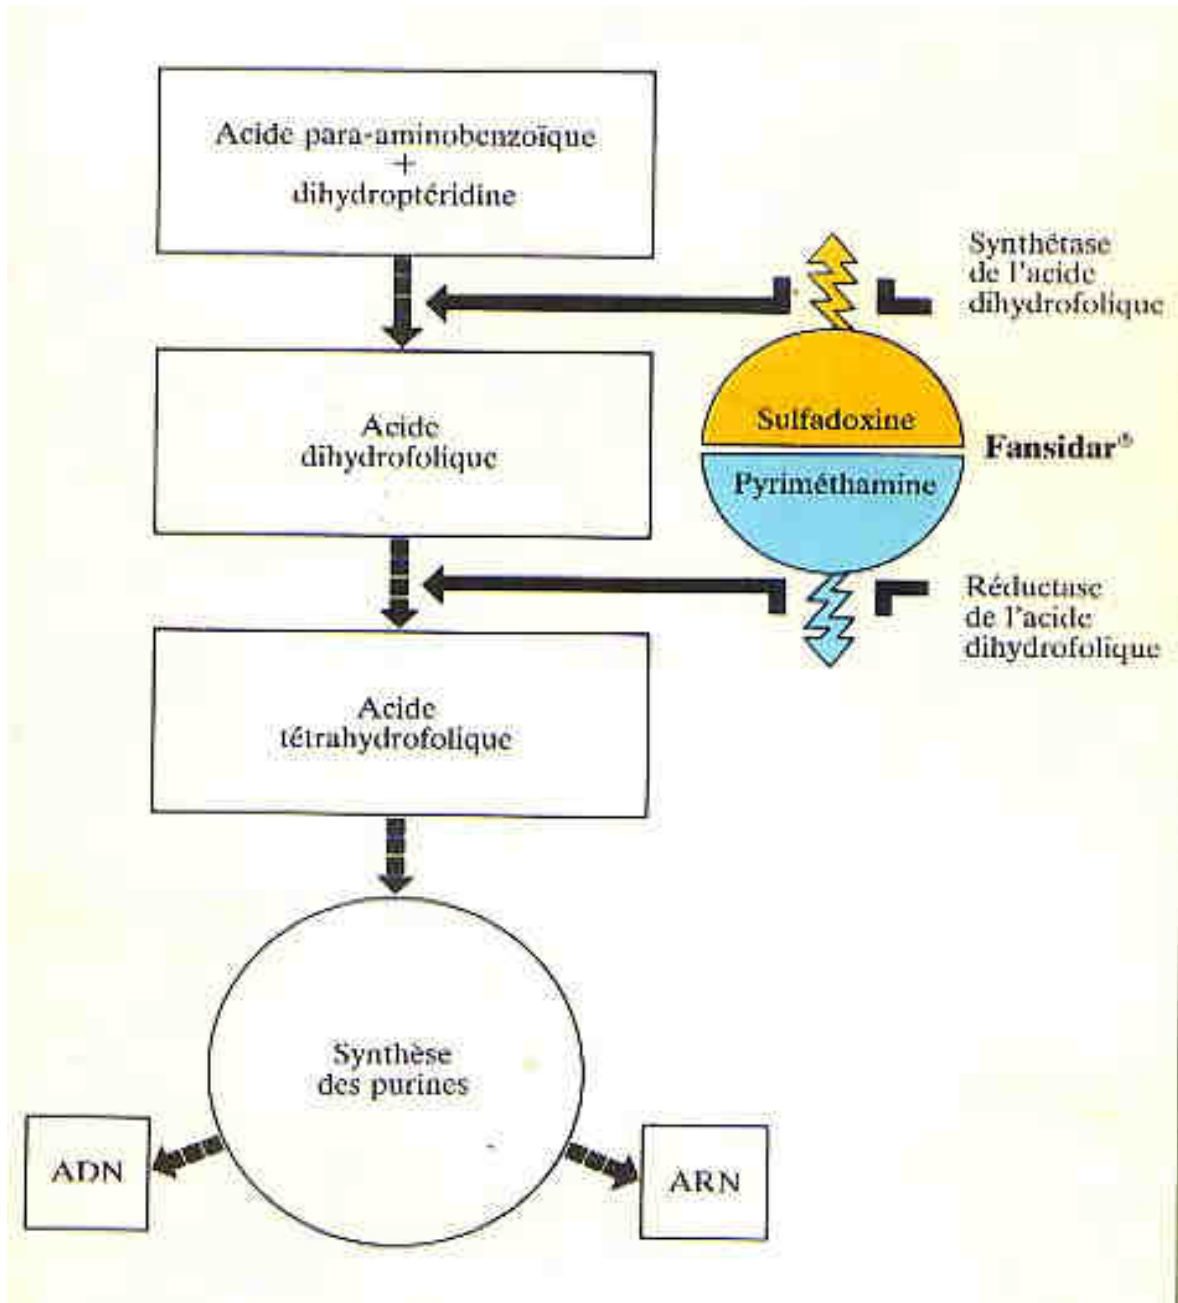 Acide para-aminobenzoïque
+
dihydroptéridine
Synthétase
de l'acide
dihydrofolique
Acide
dihydrofolique
Sulfadoxine
Pyriméthamine
Fansidar®
Réductase
de l'acide
dihydrofolique
Acide
tétrahydrofolique
Synthèse
des purines
ADN
ARN